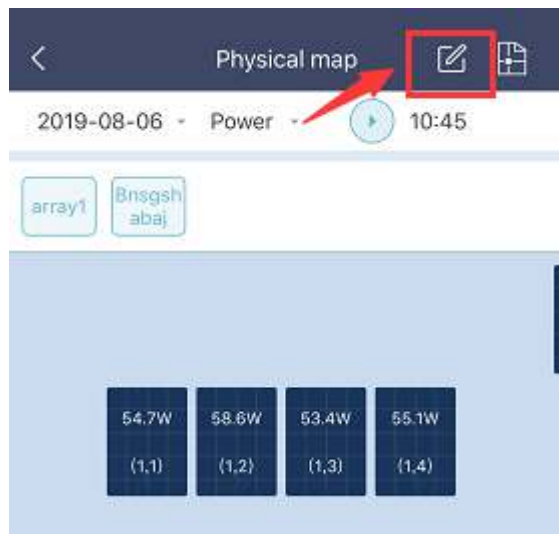 Physical map
2019-08-06 Power 10:45
array1
Bnsgsh
abaj
54.7W 58.6W 53.4W 55.1W
(1,1) (1,2) (1,3) (1,4)